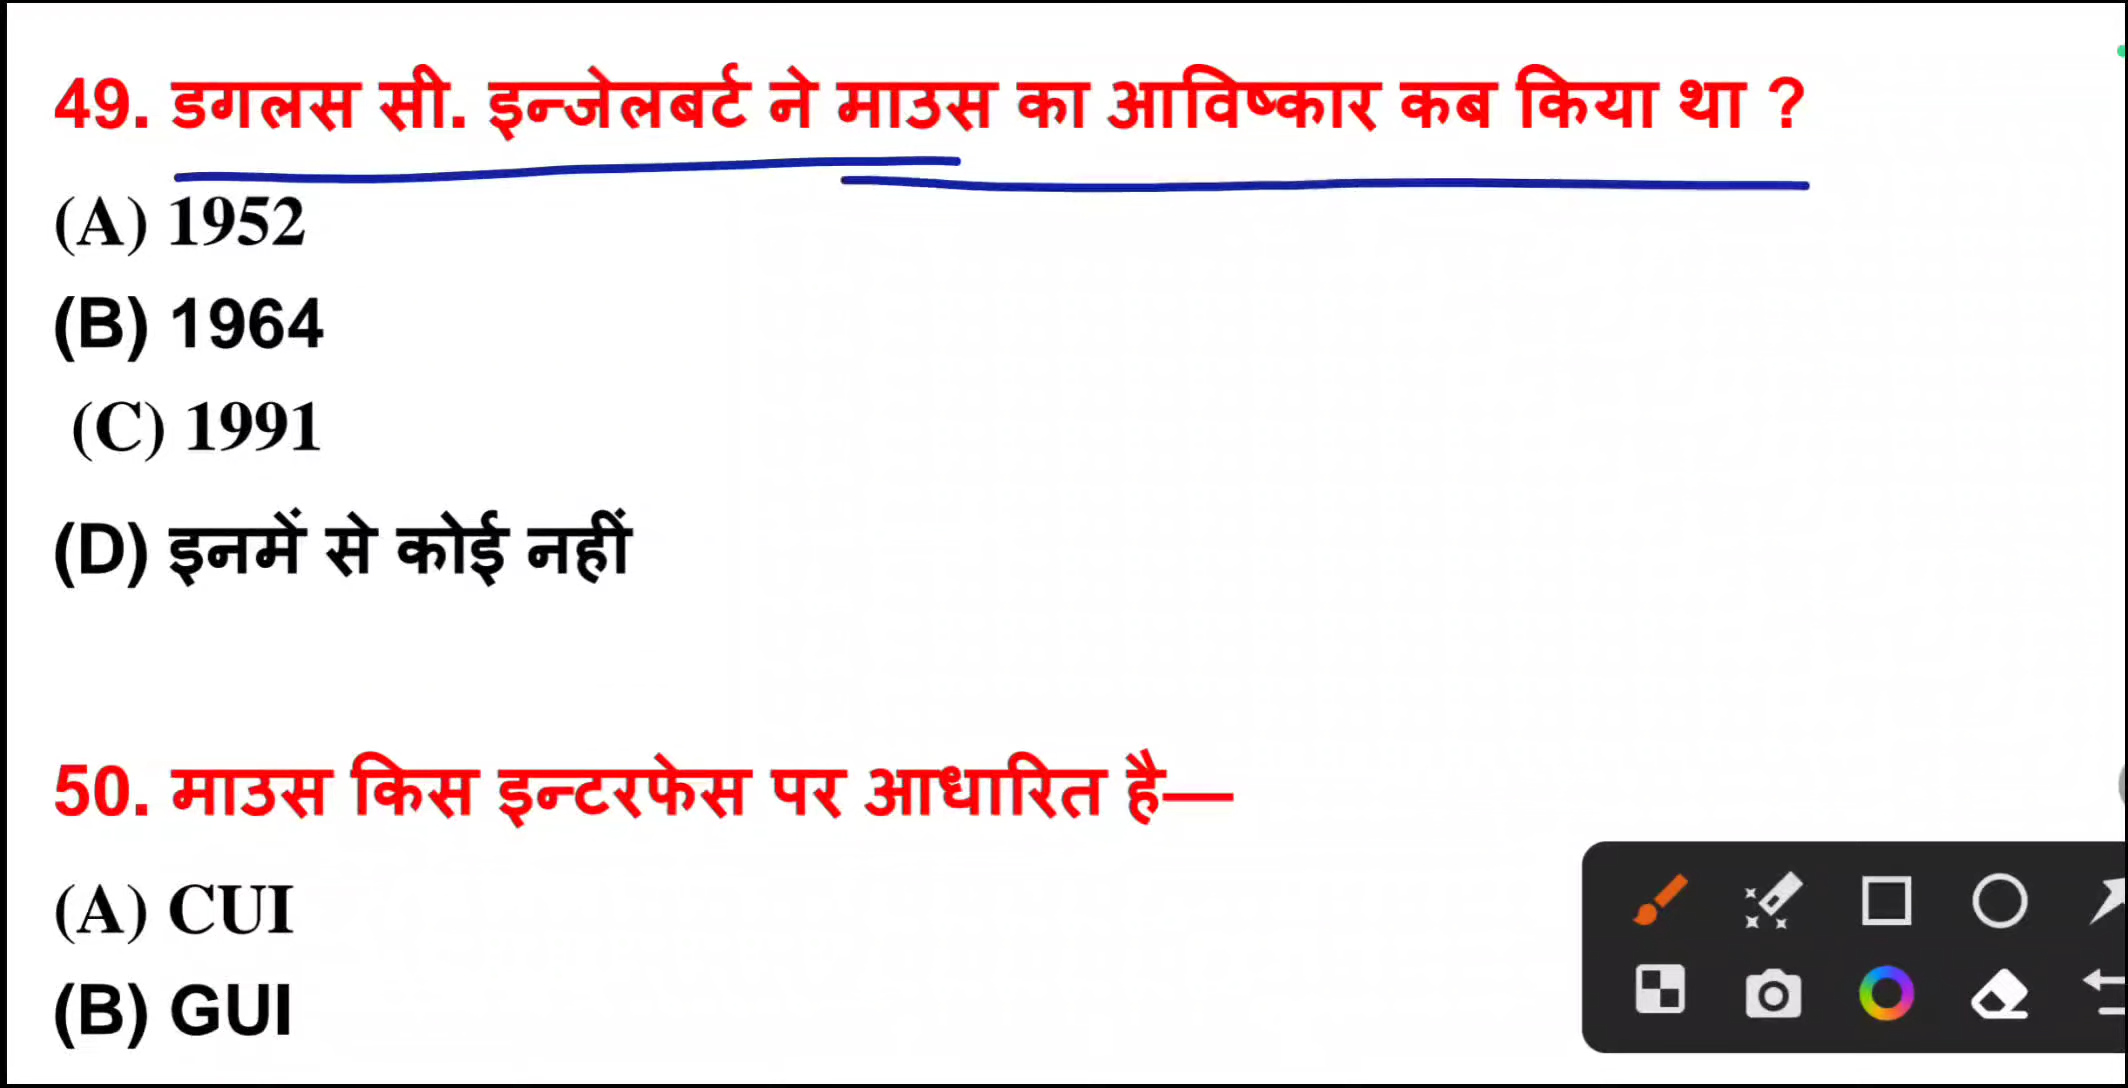 49. डगलस सी. इन्जेलबर्ट ने माउस का आविष्कार कब किया था ?
(A) 1952
(B) 1964
(C) 1991
(D) इनमें से कोई नहीं
50. माउस किस इन्टरफेस पर आधारित है—
(A) CUI
(B) GUI